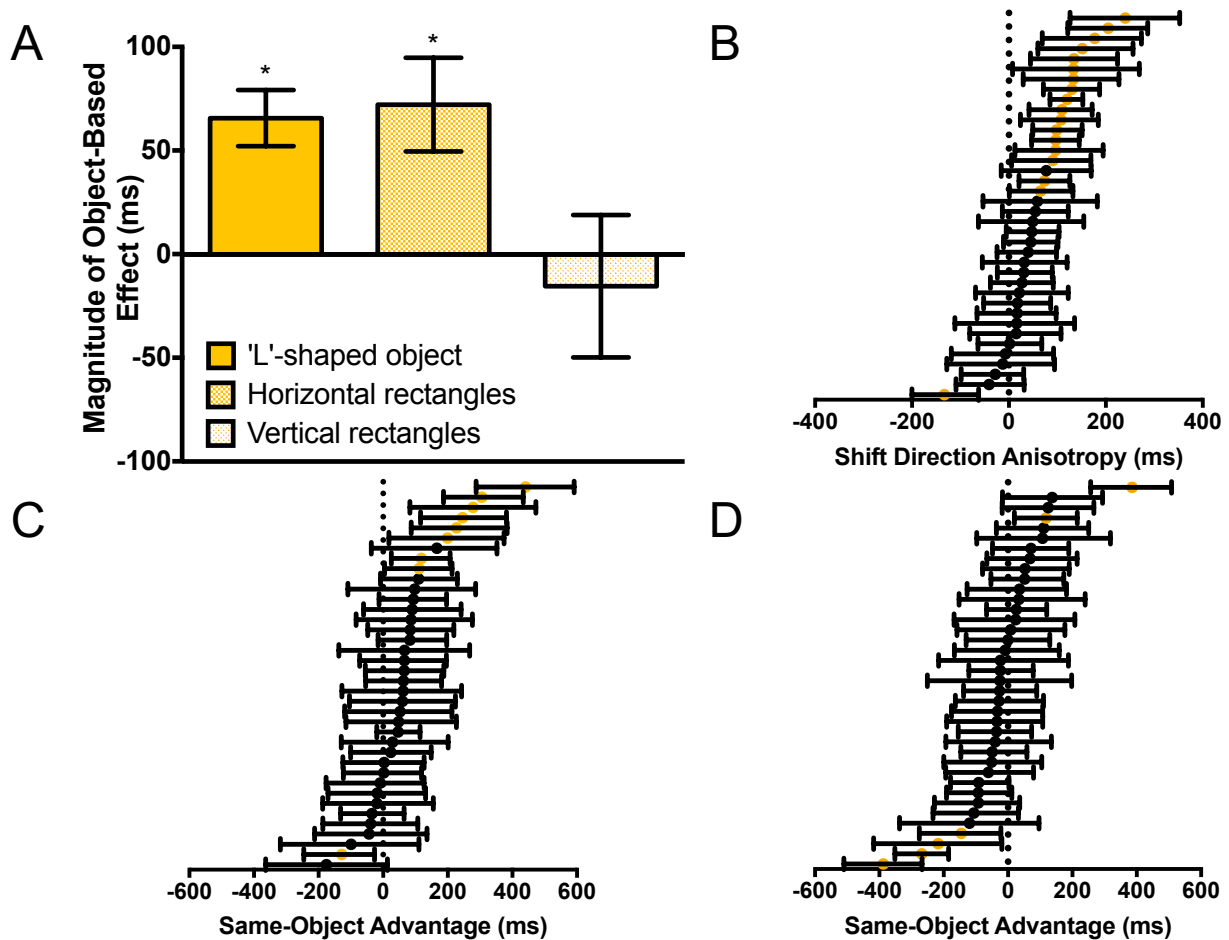 A
Magnitude of Object-Based
Effect (ms)
100
50
0
-50
-100
*
*
'L'-shaped object
Horizontal rectangles
Vertical rectangles
B
-400
-200
0
200
400
Shift Direction Anisotropy (ms)
C
-600
-400
-200
0
200
400
600
Same-Object Advantage (ms)
D
-600
-400
-200
0
200
400
600
Same-Object Advantage (ms)